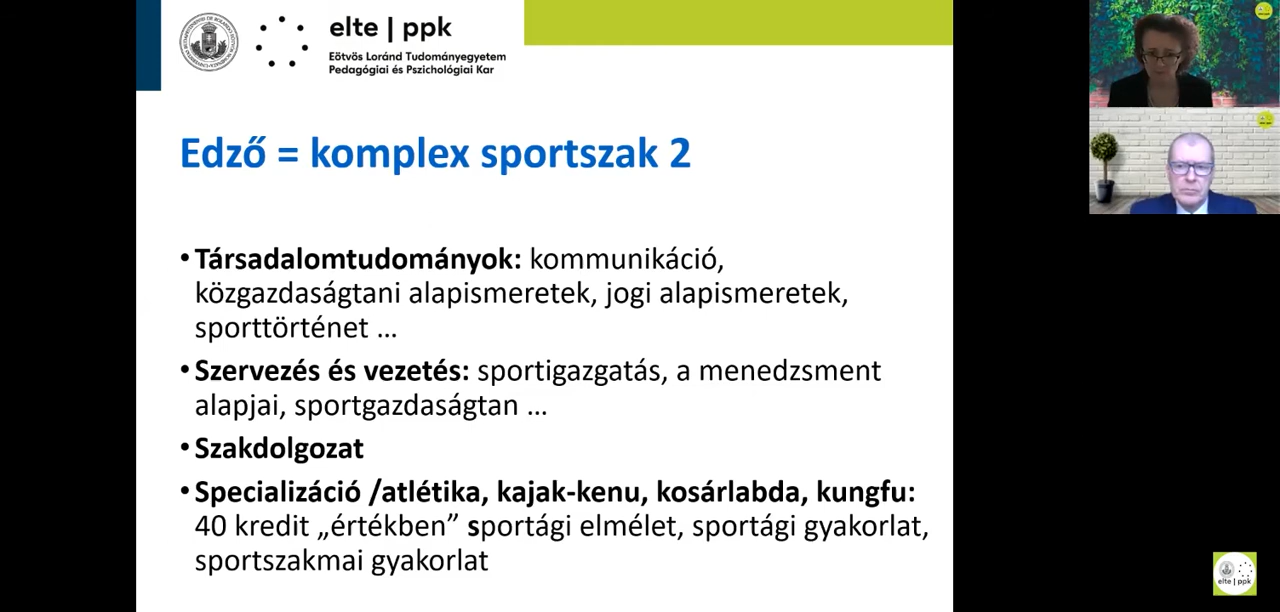 elte | ppk
Eötvös Loránd Tudományegyetem
Pedagógiai és Pszichológiai Kar
Edző = komplex sportszak 2
•Társadalomtudományok: kommunikáció,
közgazdaságtani alapismeretek, jogi alapismeretek,
sporttörténet ...
•Szervezés és vezetés: sportigazgatás, a menedzsment
alapjai, sportgazdaságtan ...
•Szakdolgozat
•Specializáció /atlétika, kajak-kenu, kosárlabda, kungfu:
40 kredit „értékben” sportági elmélet, sportági gyakorlat,
sportszakmai gyakorlat
elte | ppk